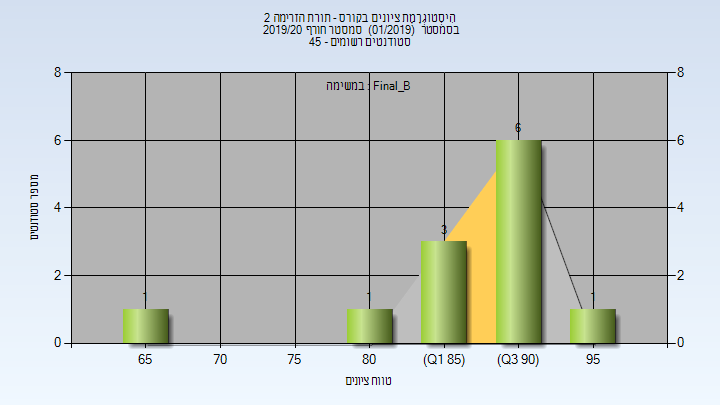 היסטוגרמת ציונים בקורס - תורת הזרימה 2
בסמסטר (01/2019) סמסטר חורף 2019/20
סטודנטים רשומים - 45
במשימה : Final_B
מספר סטודנטים
8
6
4
2
0
8
6
4
2
0
1
1
3
6
1
65
70
75
80
(Q1 85)
(Q3 90)
95
טווח ציונים